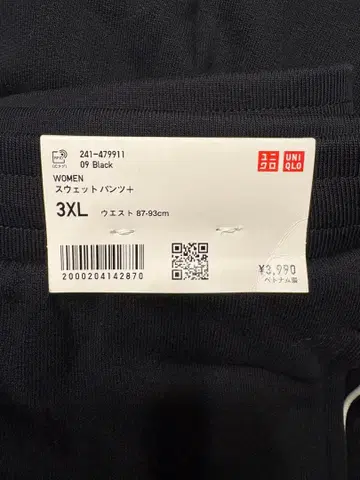 241-479911
09 Black
WOMEN
スウェットパンツ+
3XL ウエスト 87-93cm
ユニ
クロ
UNI
QLO
2000204142870
¥3,990
ベトナム製